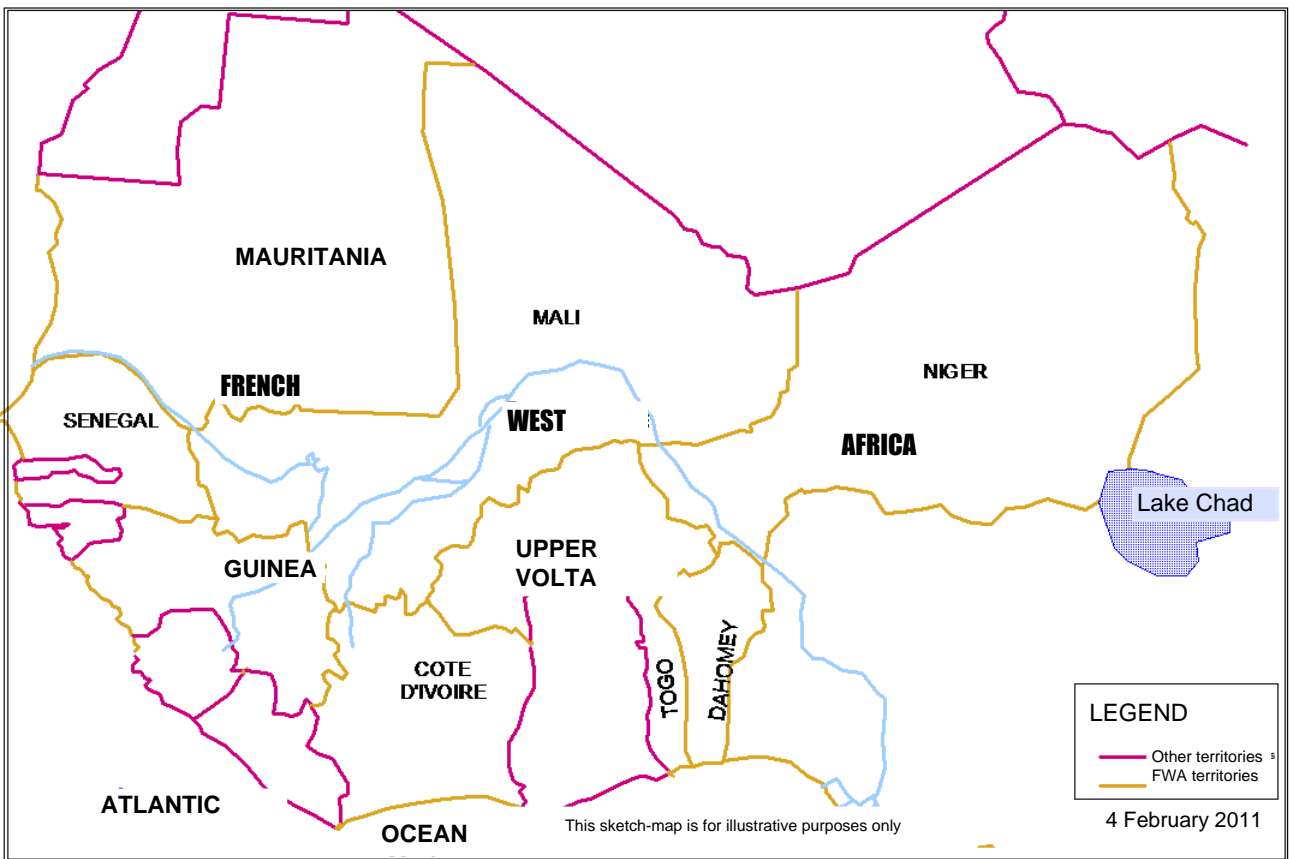 MAURITANIA
MALI
NIGER
FRENCH
SENEGAL
WEST
AFRICA
Lake Chad
UPPER
VOLTA
GUINEA
COTE
D'IVOIRE
TOGO
DAHOMEY
LEGEND
Other territories
FWA territories
ATLANTIC
OCEAN
This sketch-map is for illustrative purposes only
4 February 2011